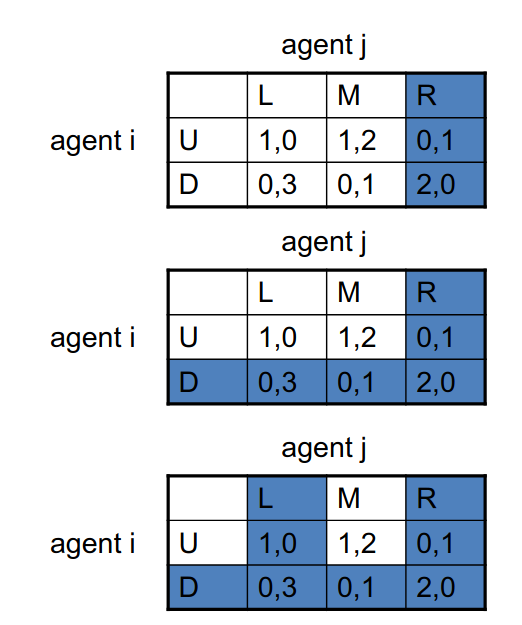 agent j
L M R
agent i U 1,0 1,2 0,1
D 0,3 0,1 2,0
agent j
L M R
agent i U 1,0 1,2 0,1
D 0,3 0,1 2,0
agent j
L M R
agent i U 1,0 1,2 0,1
D 0,3 0,1 2,0